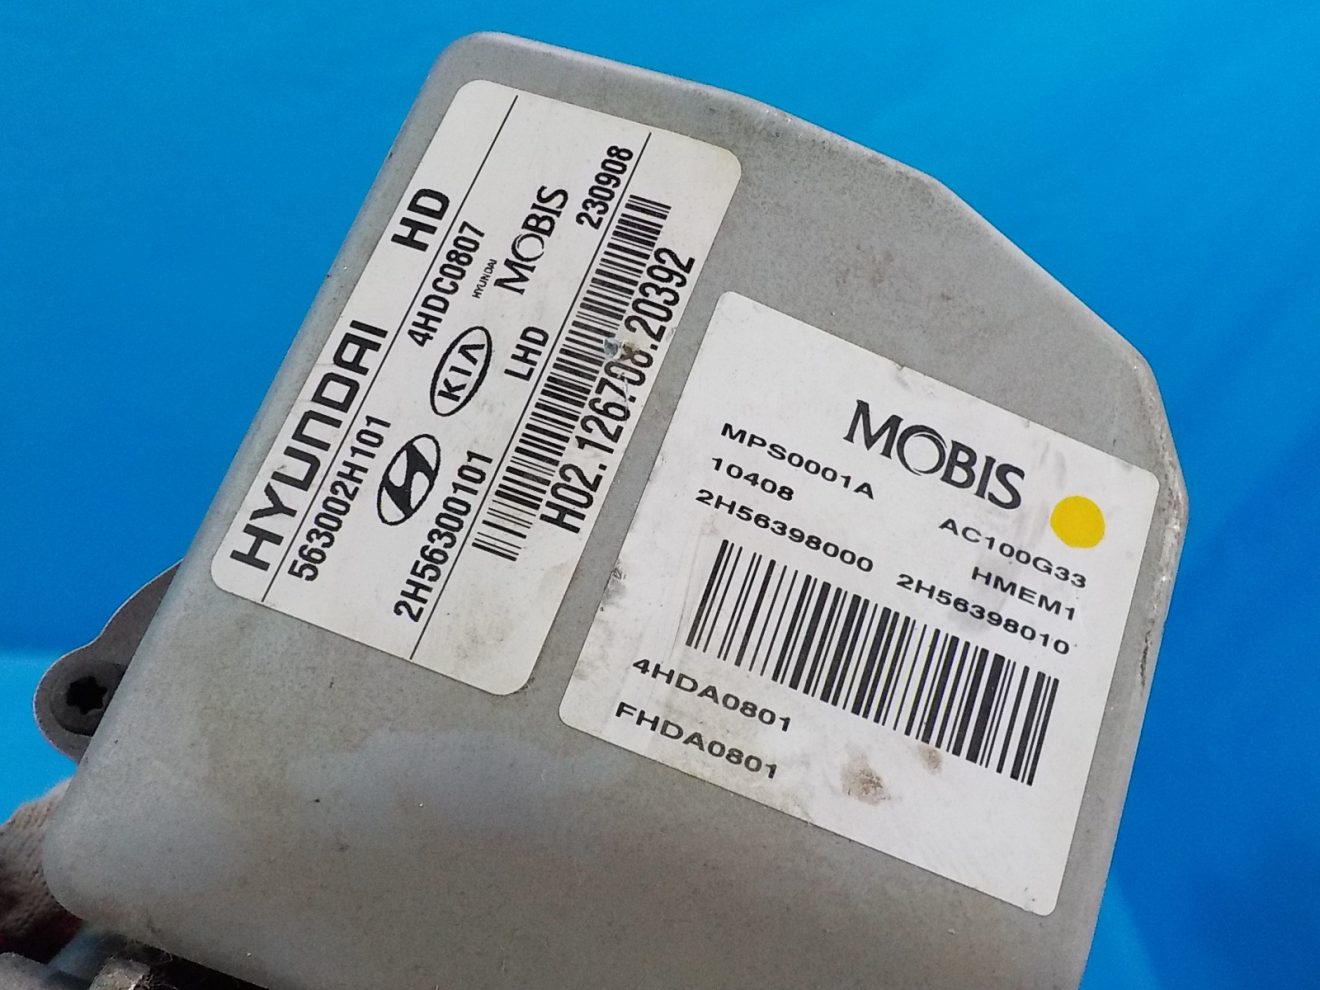 HYUNDAI HD
563002H101 4HDC0807
KIA HYUNDAI MOBIS
2H56300101 LHD 230908
H02.126708.20392
MOBIS
MPS0001A AC100G33
10408 HMEM1
2H56398000 2H56398010
4HDA0801
FHDA0801